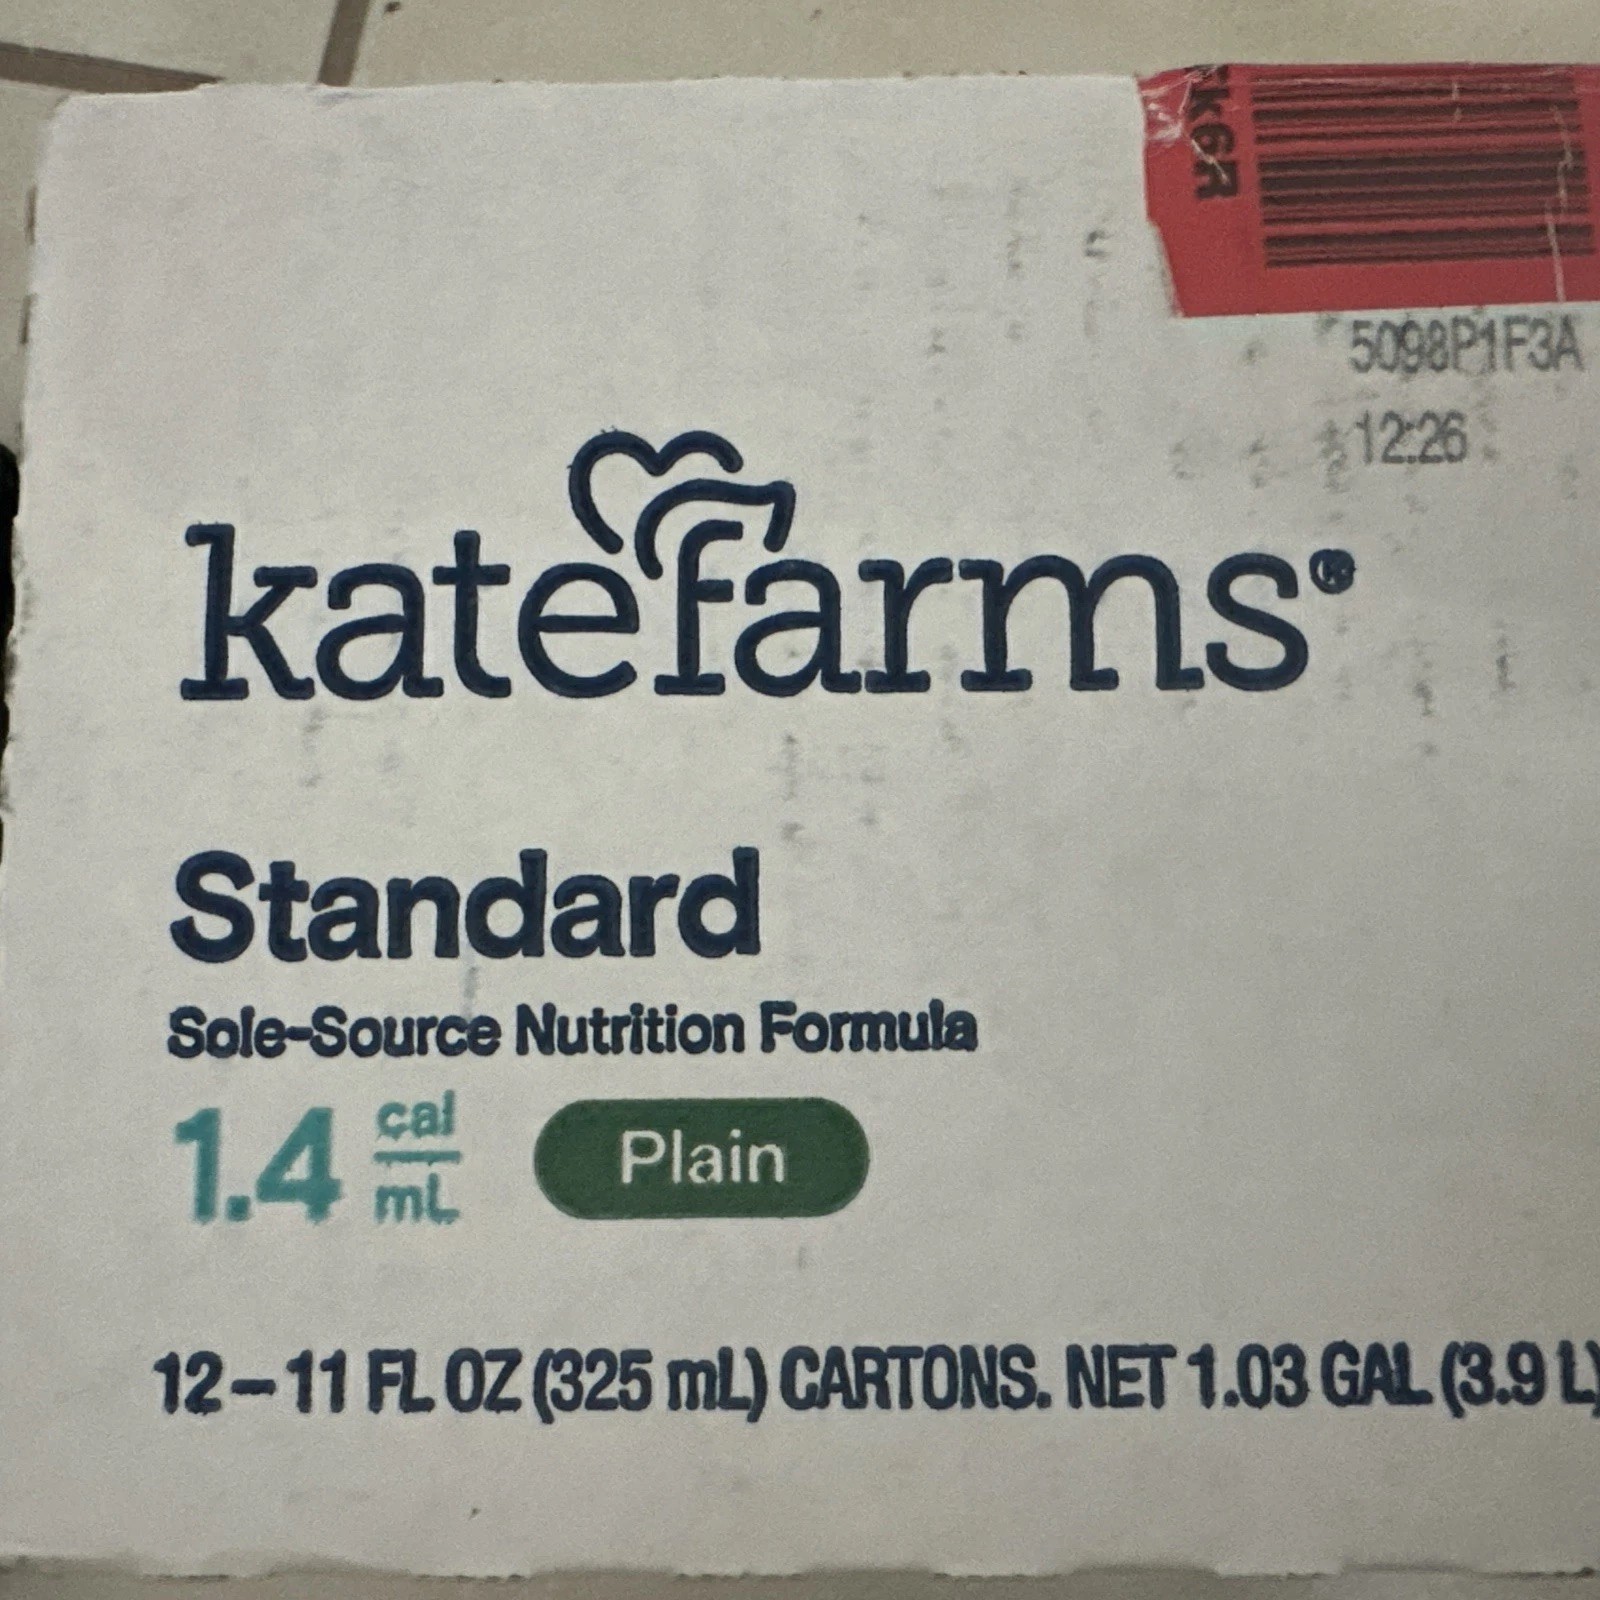 k6R
5098P1F3A
12:26
katefarms®
Standard
Sole-Source Nutrition Formula
1.4 cal
mL
Plain
12–11 FL OZ (325 mL) CARTONS. NET 1.03 GAL (3.9 L)